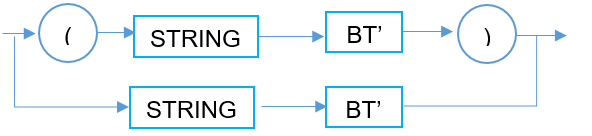 ( STRING BT’ )
STRING BT’